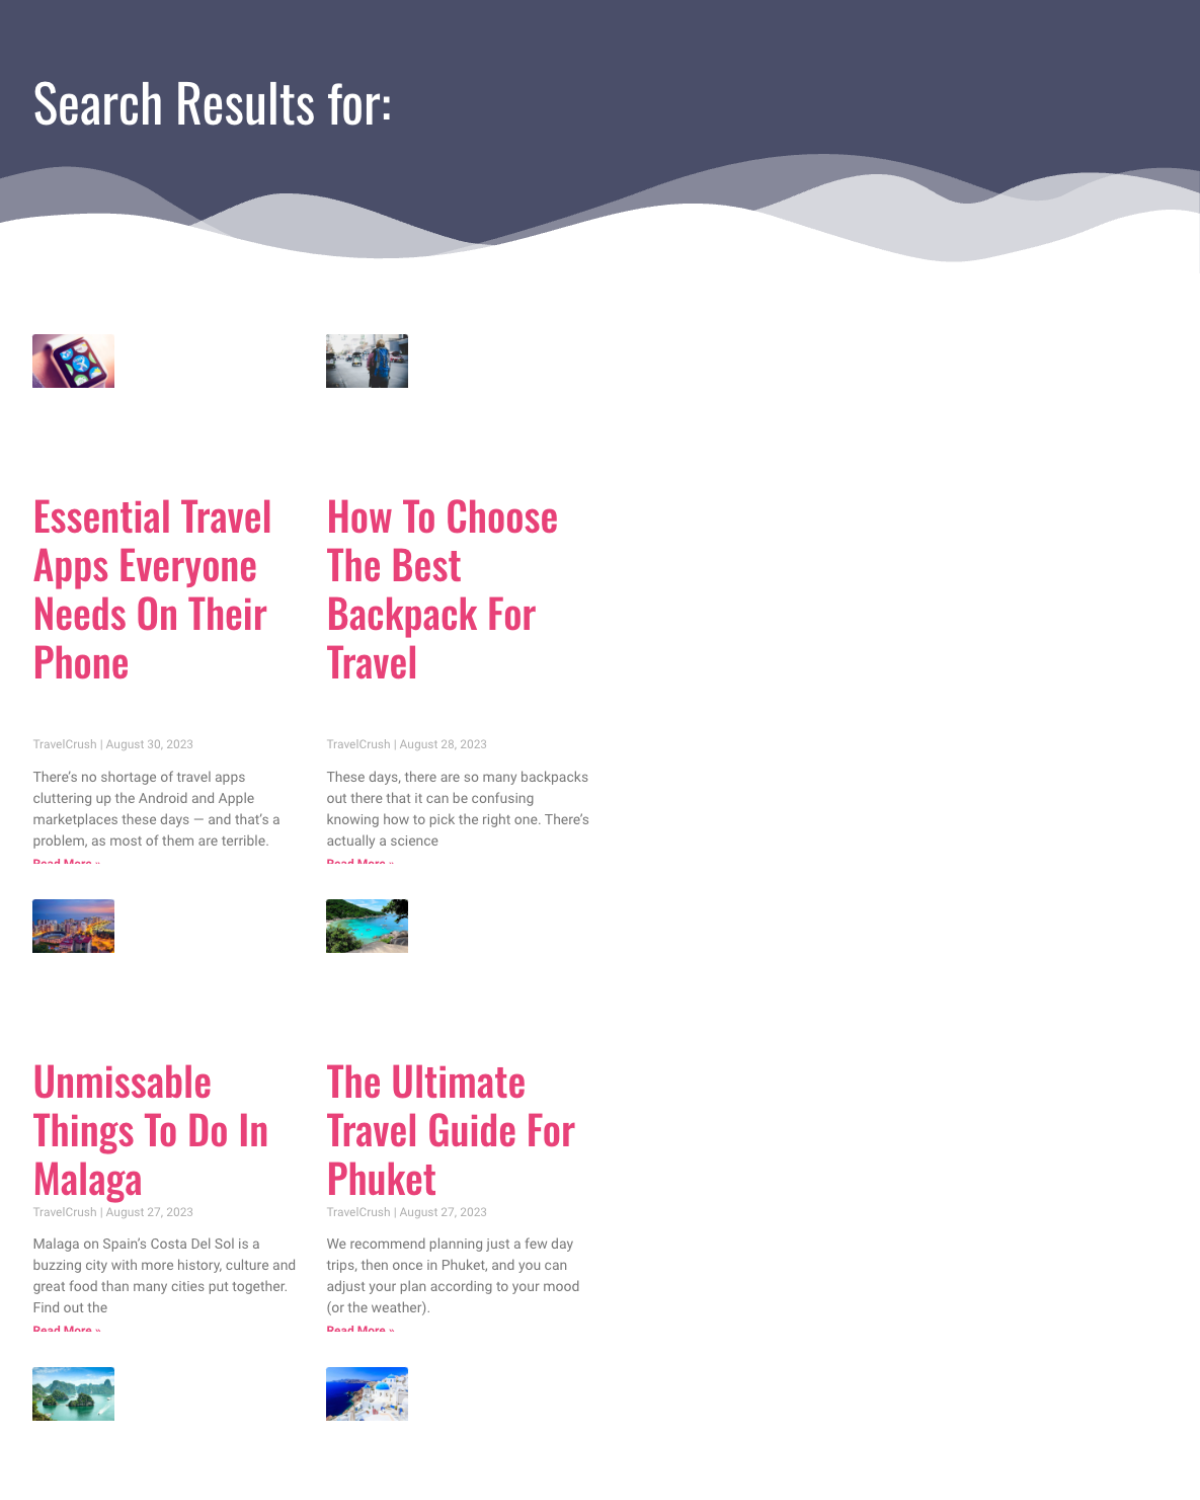 Search Results for:
Essential Travel
Apps Everyone
Needs On Their
Phone
TravelCrush | August 30, 2023
There’s no shortage of travel apps
cluttering up the Android and Apple
marketplaces these days — and that’s a
problem, as most of them are terrible.
Read More »
How To Choose
The Best
Backpack For
Travel
TravelCrush | August 28, 2023
These days, there are so many backpacks
out there that it can be confusing
knowing how to pick the right one. There’s
actually a science
Read More »
Unmissable
Things To Do In
Malaga
TravelCrush | August 27, 2023
Malaga on Spain’s Costa Del Sol is a
buzzing city with more history, culture and
great food than many cities put together.
Find out the
Read More »
The Ultimate
Travel Guide For
Phuket
TravelCrush | August 27, 2023
We recommend planning just a few day
trips, then once in Phuket, and you can
adjust your plan according to your mood
(or the weather).
Read More »